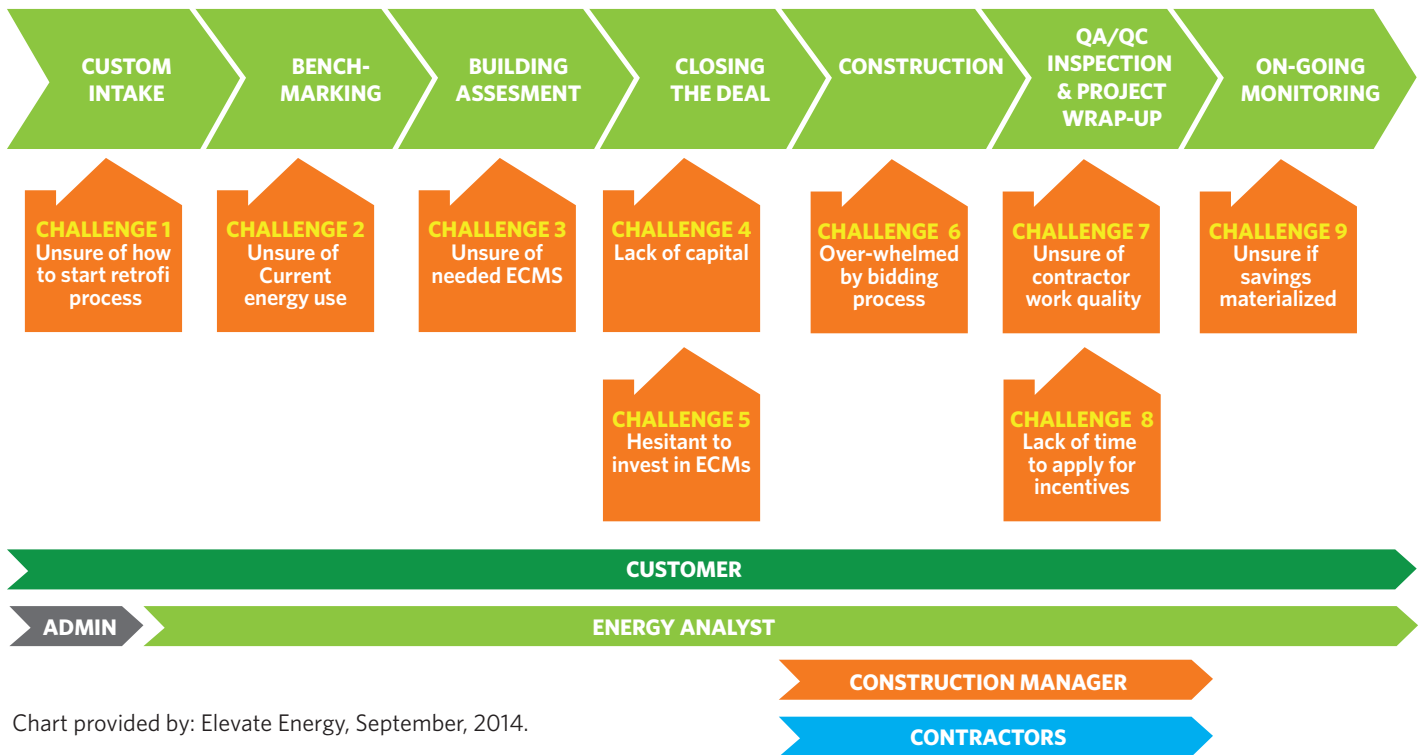 CUSTOM
INTAKE
BENCH-
MARKING
BUILDING
ASSESMENT
CLOSING
THE DEAL
CONSTRUCTION
QA/QC
INSPECTION
& PROJECT
WRAP-UP
ON-GOING
MONITORING
CHALLENGE 1
Unsure of how
to start retrofi
process
CHALLENGE 2
Unsure of
Current
energy use
CHALLENGE 3
Unsure of
needed ECMS
CHALLENGE 4
Lack of capital
CHALLENGE 6
Over-whelmed
by bidding
process
CHALLENGE 7
Unsure of
contractor
work quality
CHALLENGE 9
Unsure if
savings
materialized
CHALLENGE 5
Hesitant to
invest in ECMs
CHALLENGE 8
Lack of time
to apply for
incentives
CUSTOMER
ADMIN
ENERGY ANALYST
CONSTRUCTION MANAGER
CONTRACTORS
Chart provided by: Elevate Energy, September, 2014.